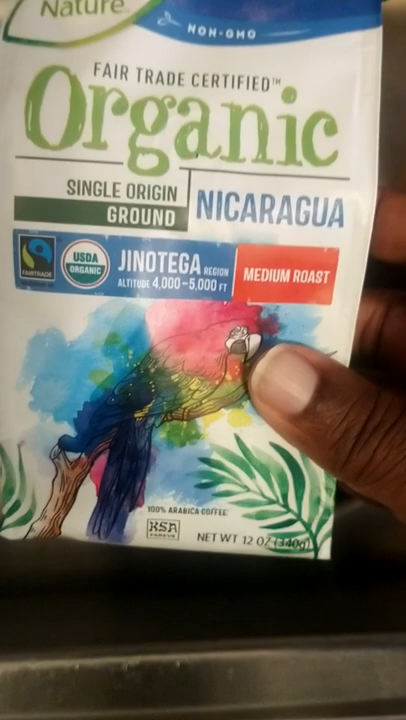 Nature™
NON-GMO
FAIR TRADE CERTIFIED™
Organic
SINGLE ORIGIN
GROUND
NICARAGUA
FAIRTRADE
USDA
ORGANIC
JINOTEGA REGION
ALTITUDE 4,000-5,000 FT
MEDIUM ROAST
100% ARABICA COFFEE
KSA
PAREVE
NET WT 12 OZ (340g)